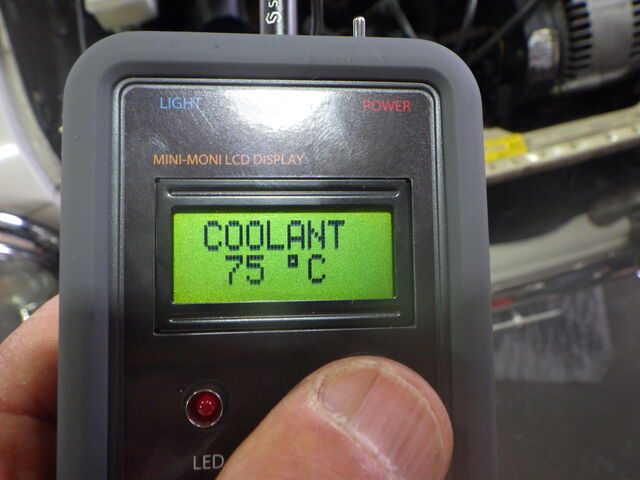 LIGHT
POWER
MINI-MONI LCD DISPLAY
COOLANT
75 °C
LED